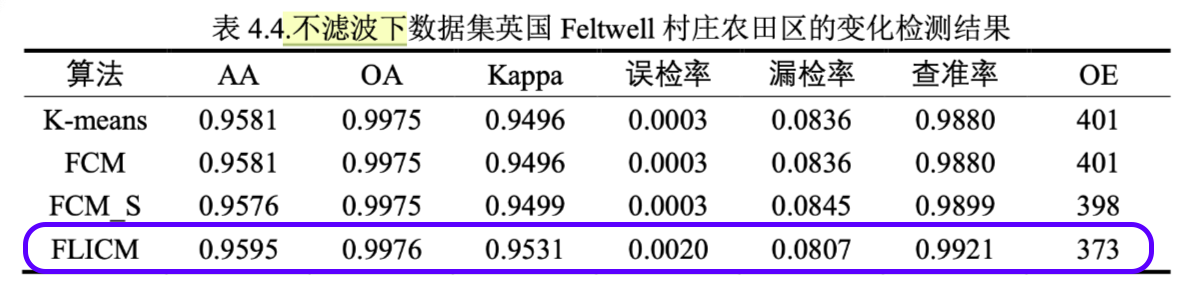 表 4.4.不滤波下数据集英国 Feltwell 村庄农田区的变化检测结果
算法 AA OA Kappa 误检率 漏检率 查准率 OE
K-means 0.9581 0.9975 0.9496 0.0003 0.0836 0.9880 401
FCM 0.9581 0.9975 0.9496 0.0003 0.0836 0.9880 401
FCM_S 0.9576 0.9975 0.9499 0.0003 0.0845 0.9899 398
FLICM 0.9595 0.9976 0.9531 0.0020 0.0807 0.9921 373